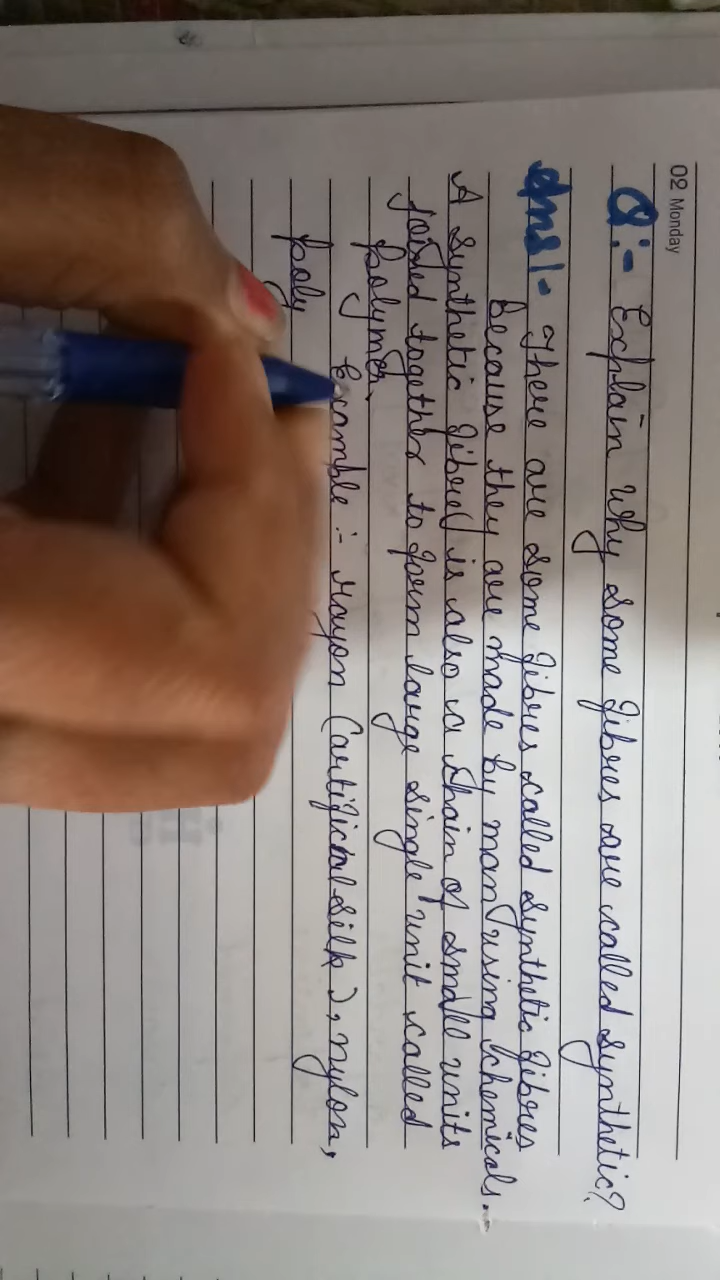 02 Monday
Q:- Explain why some fibres are called synthetic?
Ans:- There are some fibres called synthetic fibres
because they are made by man using chemicals.
A synthetic fibre is also a chain of small units
joined together to form large single unit called
polymer.
Example :- rayon (artificial silk), nylon,
poly